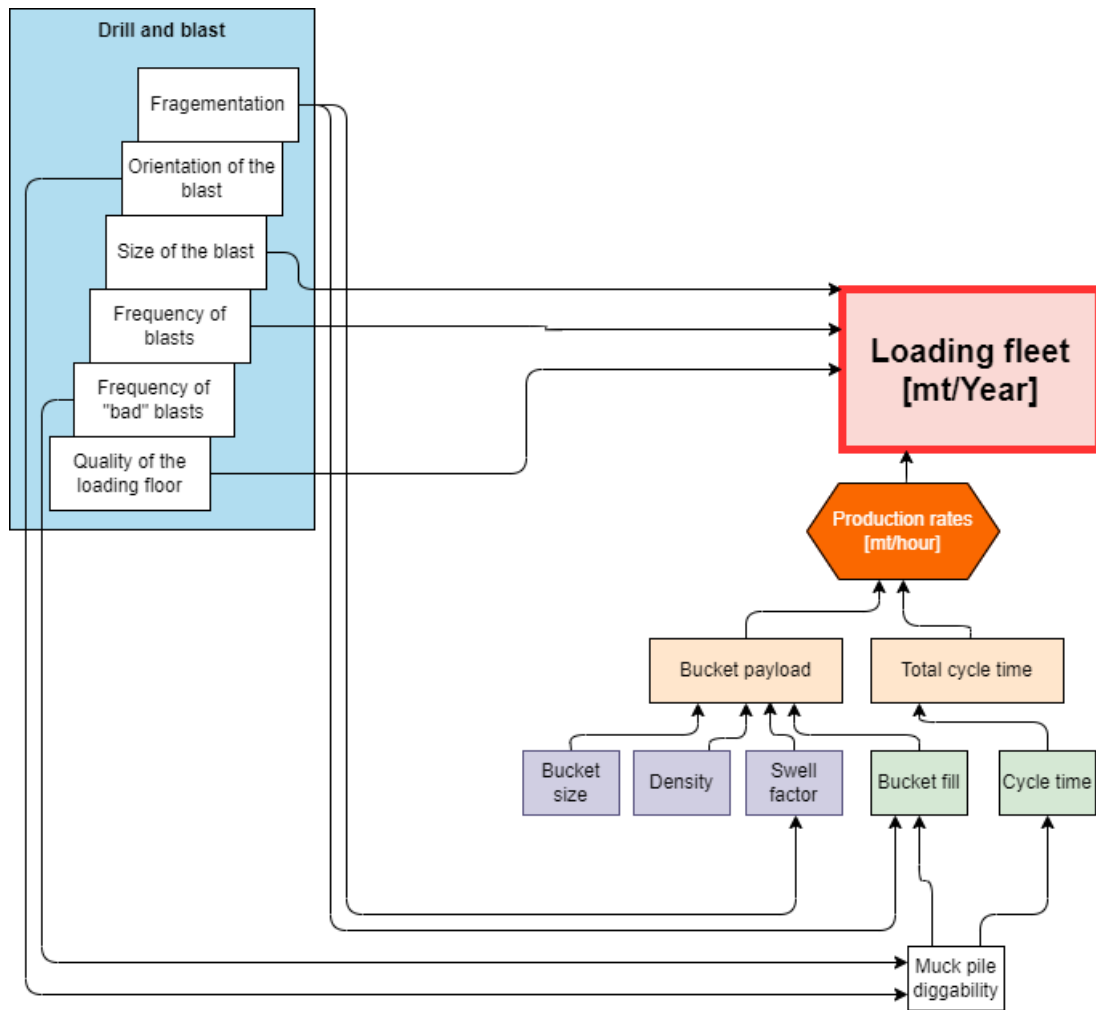 Drill and blast
Fragementation
Orientation of the
blast
Size of the blast
Frequency of
blasts
Frequency of
"bad" blasts
Quality of the
loading floor
Loading fleet
[mt/Year]
Production rates
[mt/hour]
Bucket payload
Total cycle time
Bucket
size
Density
Swell
factor
Bucket fill
Cycle time
Muck pile
diggability